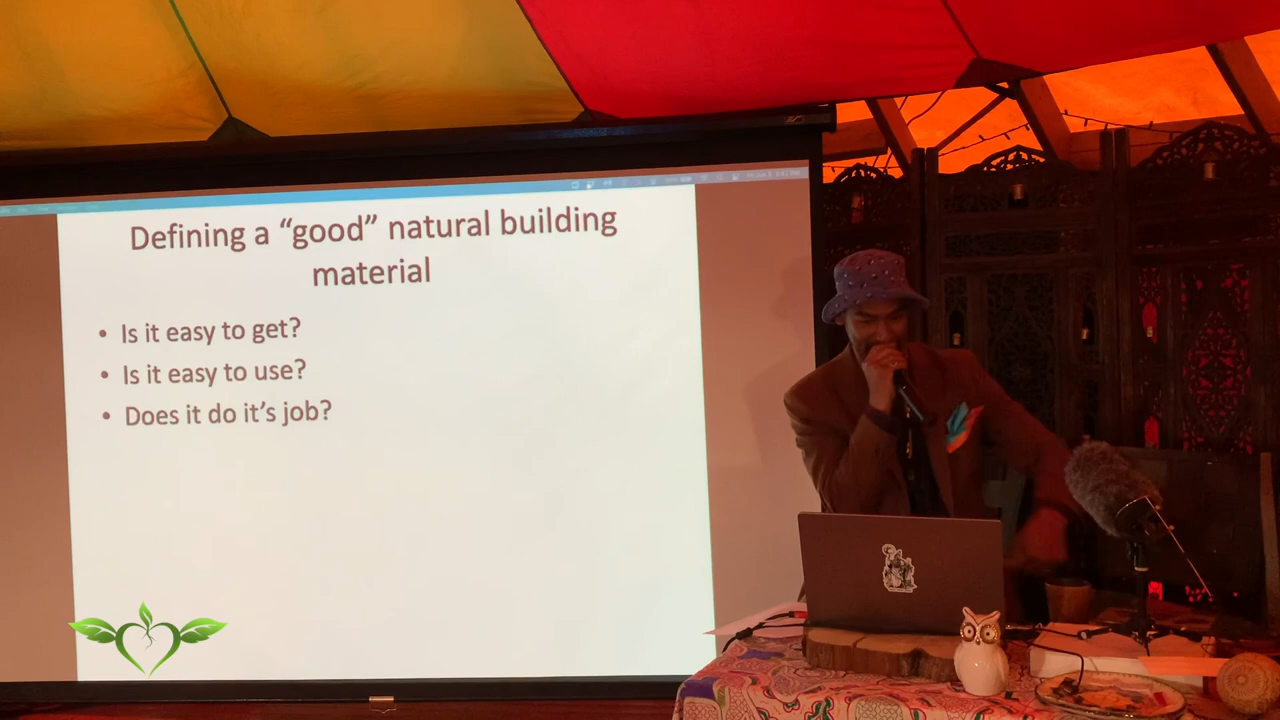 Defining a “good” natural building
material
• Is it easy to get?
• Is it easy to use?
• Does it do it’s job?